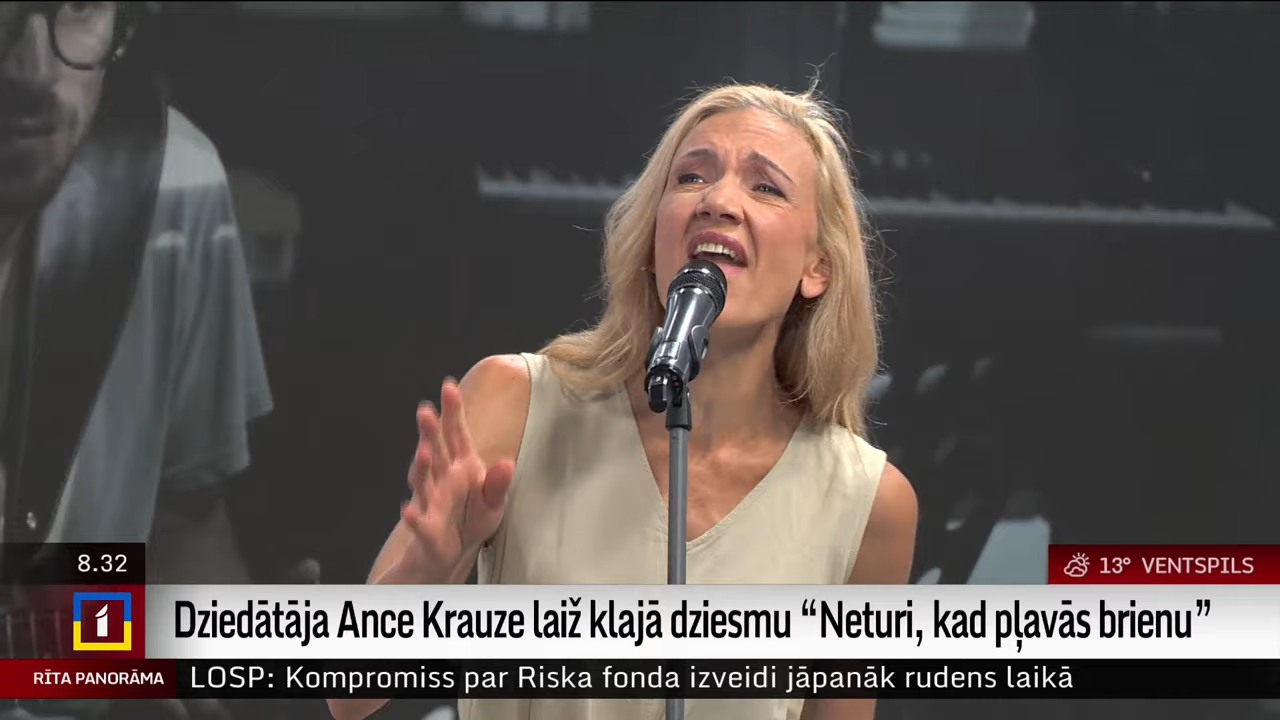 8.32
13° VENTSPILS
1
Dziedātāja Ance Krauze laiž klajā dziesmu “Neturi, kad pļavās brienu”
RĪTA PANORĀMA
LOSP: Kompromiss par Riska fonda izveidi jāpanāk rudens laikā